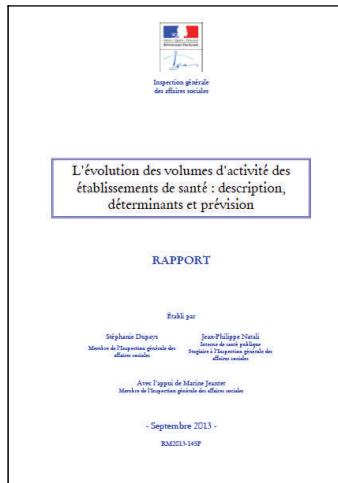 RÉPUBLIQUE FRANÇAISE
Inspection générale
des affaires sociales
L'évolution des volumes d'activité des
établissements de santé : description,
déterminants et prévision
RAPPORT
Établi par
Stéphanie Dupays
Membre de l'Inspection générale des
affaires sociales
Jean-Philippe Natali
Interne de santé publique
Stagiaire à l'Inspection générale des
affaires sociales
Avec l'appui de Marine Jeantet
Membre de l'Inspection générale des affaires sociales
- Septembre 2013 -
RM2013-145P